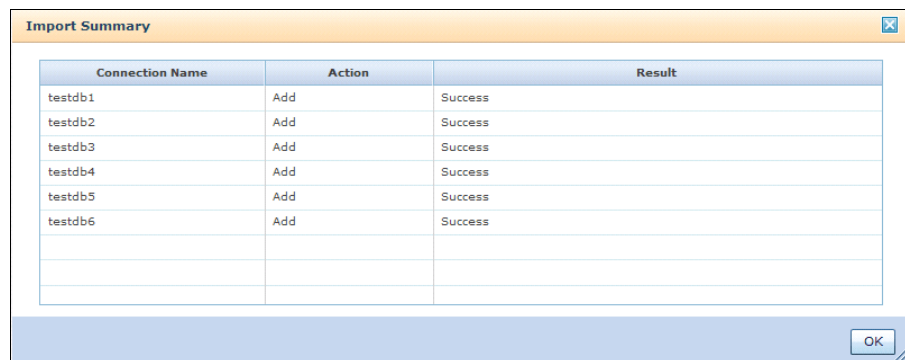 Import Summary
Connection Name Action Result
testdb1 Add Success
testdb2 Add Success
testdb3 Add Success
testdb4 Add Success
testdb5 Add Success
testdb6 Add Success
OK